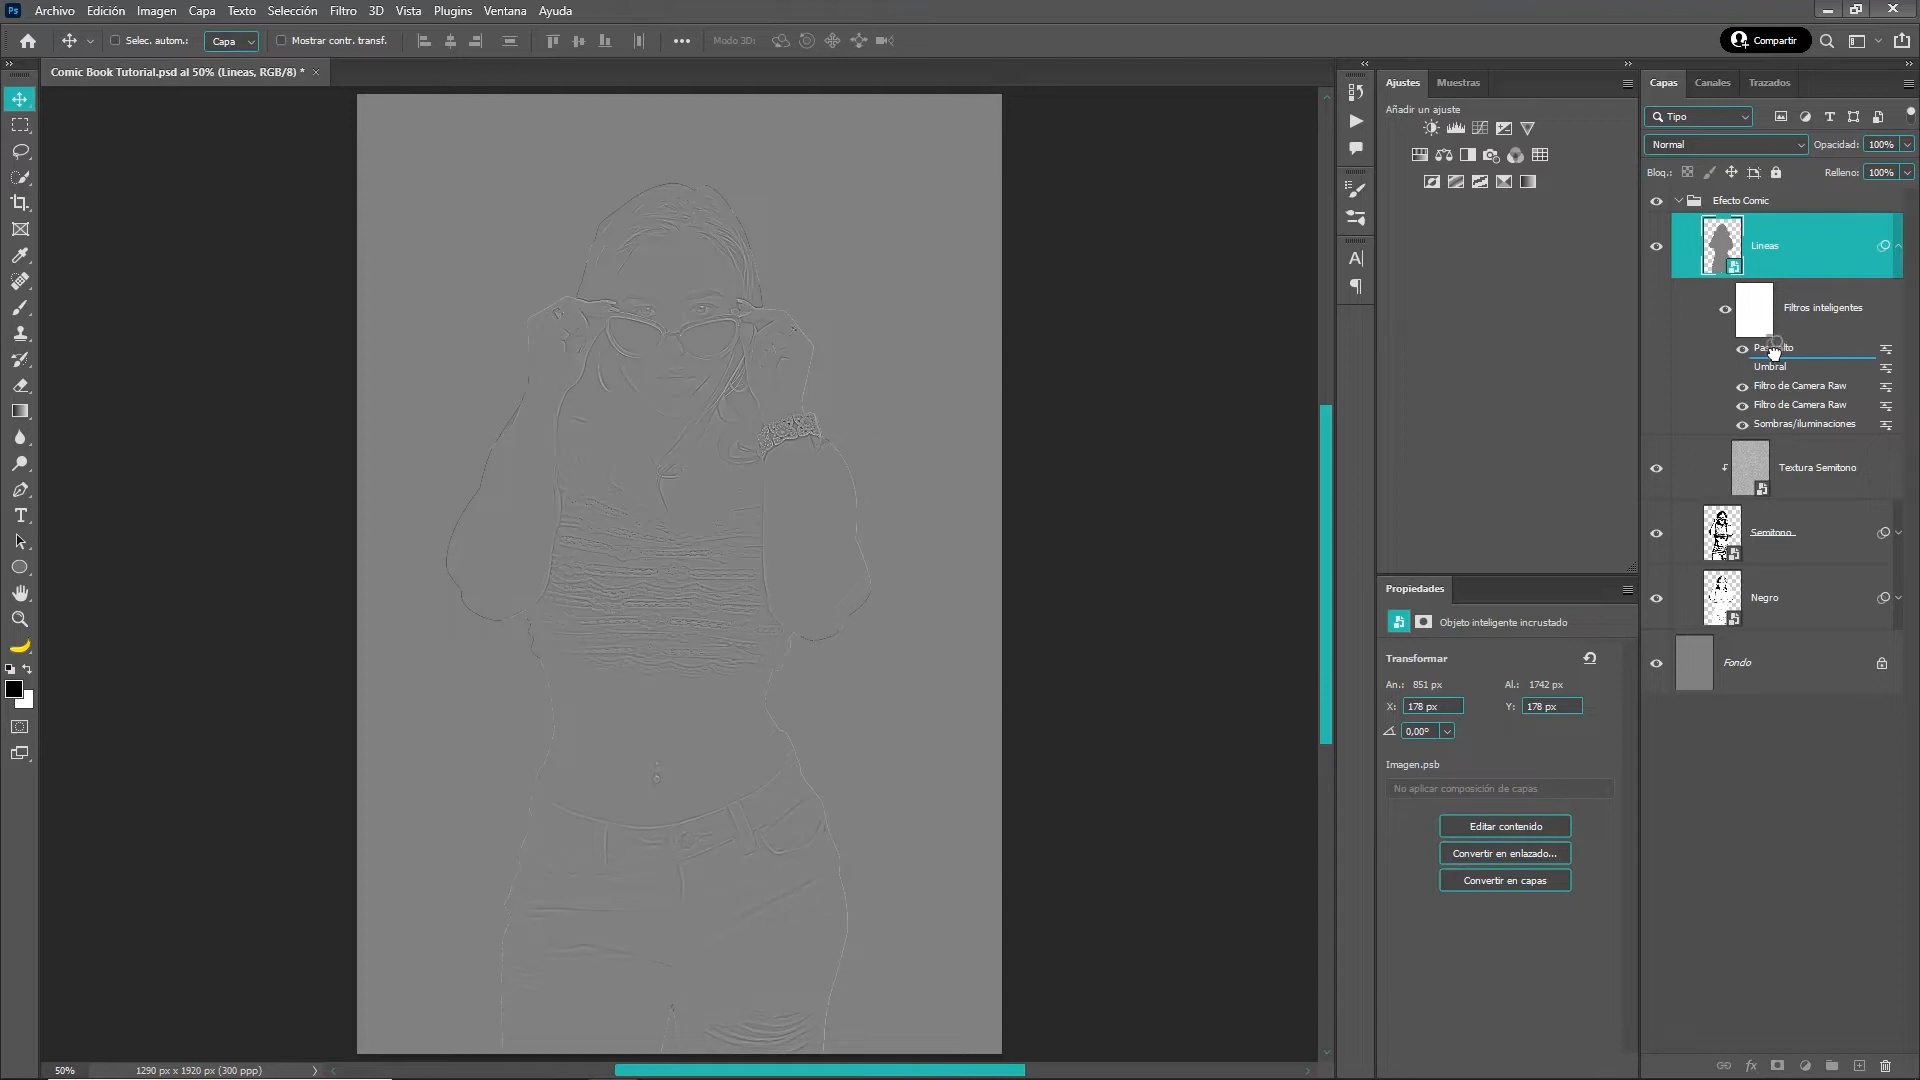 Ps Archivo Edición Imagen Capa Texto Selección Filtro 3D Vista Plugins Ventana Ayuda
Selec. autom.: Capa Mostrar contr. transf. Modo 3D: Compartir
Comic Book Tutorial.psd al 50% (Lineas, RGB/8) *
Ajustes Muestras
Añadir un ajuste
Capas Canales Trazados
Tipo
Normal Opacidad: 100%
Bloq.: Relleno: 100%
Efecto Comic
Lineas
Filtros inteligentes
Umbral
Filtro de Camera Raw
Filtro de Camera Raw
Sombras/iluminaciones
Textura Semitono
Semitono
Negro
Fondo
Propiedades
Objeto inteligente incrustado
Transformar
An.: 851 px Al.: 1742 px
X: 178 px Y: 178 px
0,00º
Imagen.psb
No aplicar composición de capas
Editar contenido
Convertir en enlazado...
Convertir en capas
50% 1290 px x 1920 px (300 ppp)